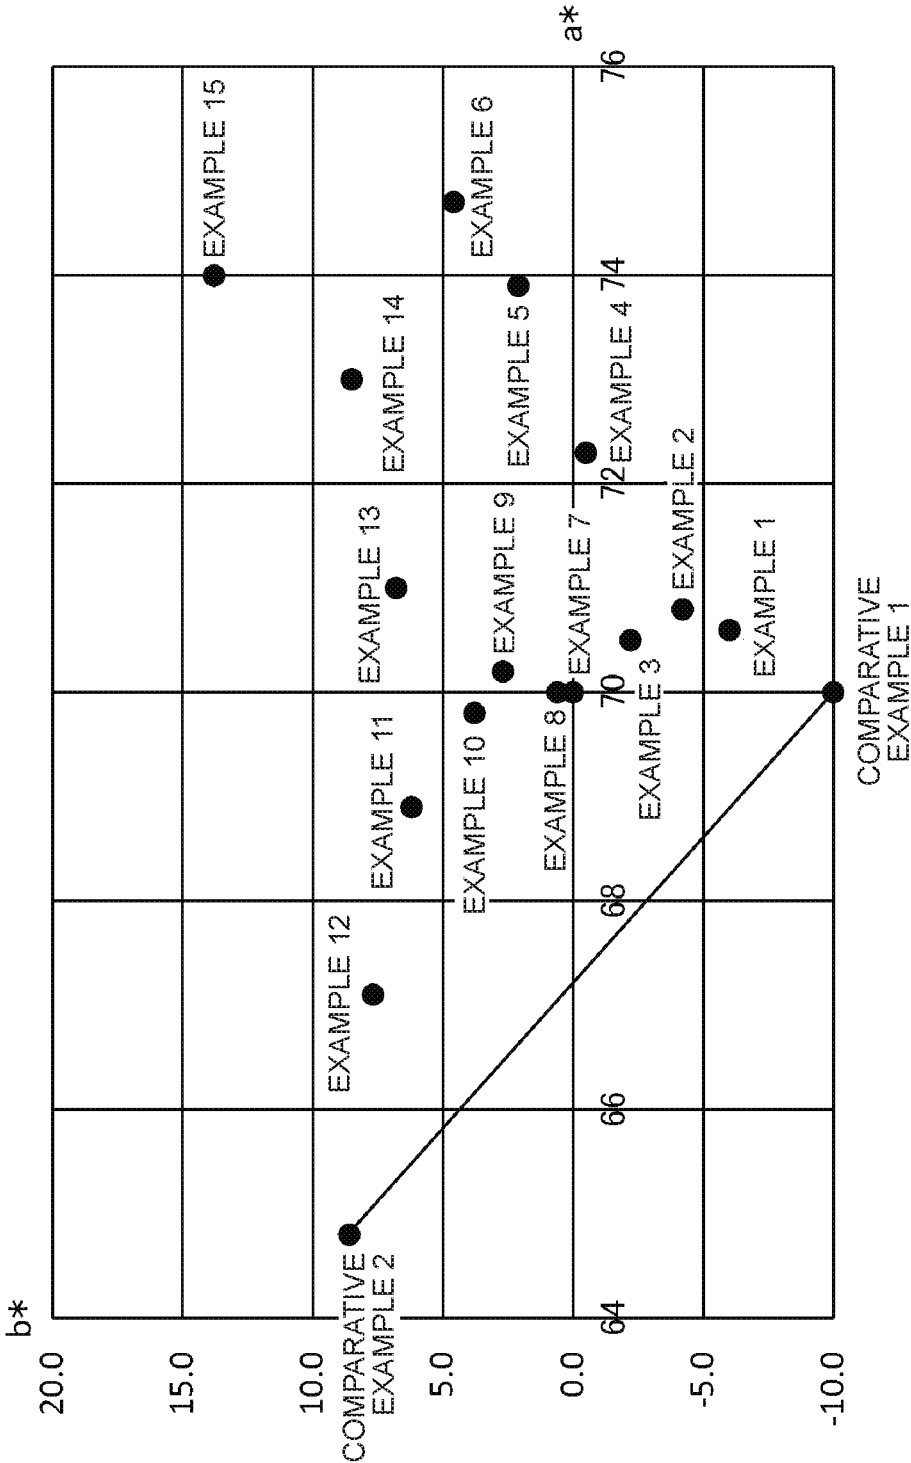 b*
20.0
15.0
10.0
5.0
0.0
-5.0
-10.0
64
66
68
70
72
74
76
a*
EXAMPLE 15
EXAMPLE 6
EXAMPLE 14
EXAMPLE 5
EXAMPLE 4
EXAMPLE 13
EXAMPLE 9
EXAMPLE 7
EXAMPLE 2
EXAMPLE 1
EXAMPLE 11
EXAMPLE 10
EXAMPLE 8
EXAMPLE 3
EXAMPLE 12
COMPARATIVE
EXAMPLE 2
COMPARATIVE
EXAMPLE 1